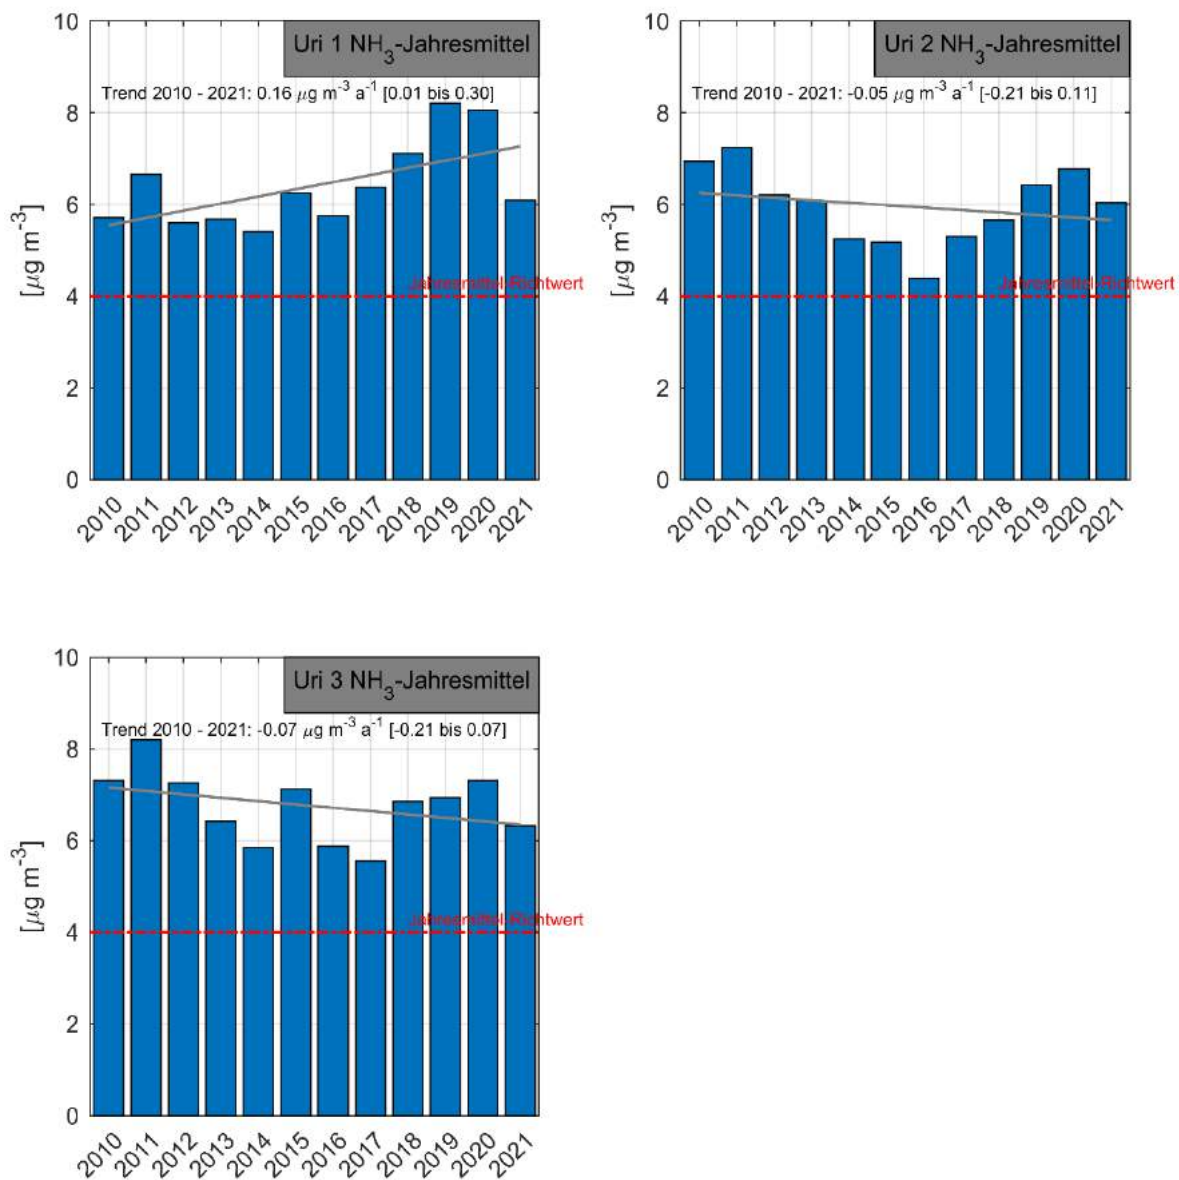 Uri 1 NH3-Jahresmittel
Trend 2010 - 2021: 0.16 μg m-3 a-1 [0.01 bis 0.30]
10
8
6
4
2
0
[μg m-3]
Jahresmittel-Richtwert
2010 2011 2012 2013 2014 2015 2016 2017 2018 2019 2020 2021
Uri 2 NH3-Jahresmittel
Trend 2010 - 2021: -0.05 μg m-3 a-1 [-0.21 bis 0.11]
10
8
6
4
2
0
[μg m-3]
Jahresmittel-Richtwert
2010 2011 2012 2013 2014 2015 2016 2017 2018 2019 2020 2021
Uri 3 NH3-Jahresmittel
Trend 2010 - 2021: -0.07 μg m-3 a-1 [-0.21 bis 0.07]
10
8
6
4
2
0
[μg m-3]
Jahresmittel-Richtwert
2010 2011 2012 2013 2014 2015 2016 2017 2018 2019 2020 2021